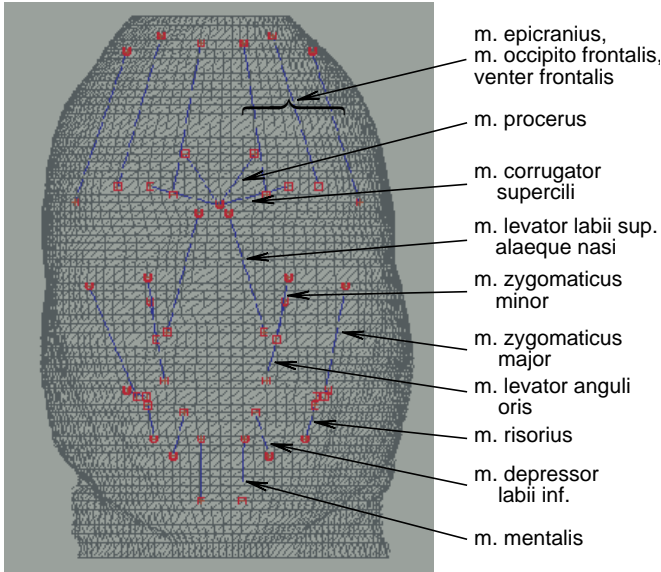 m. epicranius,
m. occipito frontalis,
venter frontalis
m. procerus
m. corrugator
supercili
m. levator labii sup.
alaeque nasi
m. zygomaticus
minor
m. zygomaticus
major
m. levator anguli
oris
m. risorius
m. depressor
labii inf.
m. mentalis